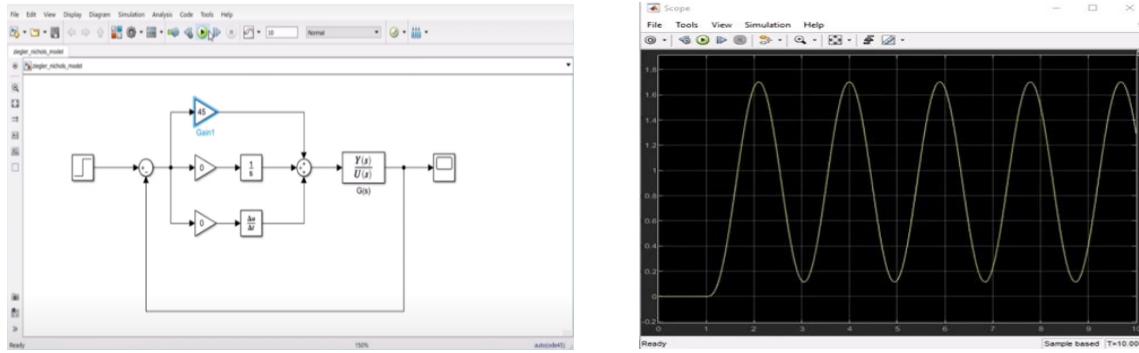 File Edit View Display Diagram Simulation Analysis Code Tools Help
10 Normal
ziegler_nichols_model
ziegler_nichols_model
45
Gain1
0
1
s
Y(s)
U(s)
G(s)
0
Δu
Δt
Ready 150% auto(ode45)
Scope
File Tools View Simulation Help
1.8
1.6
1.4
1.2
1
0.8
0.6
0.4
0.2
0
-0.2
0 1 2 3 4 5 6 7 8 9 10
Ready Sample based T=10.00